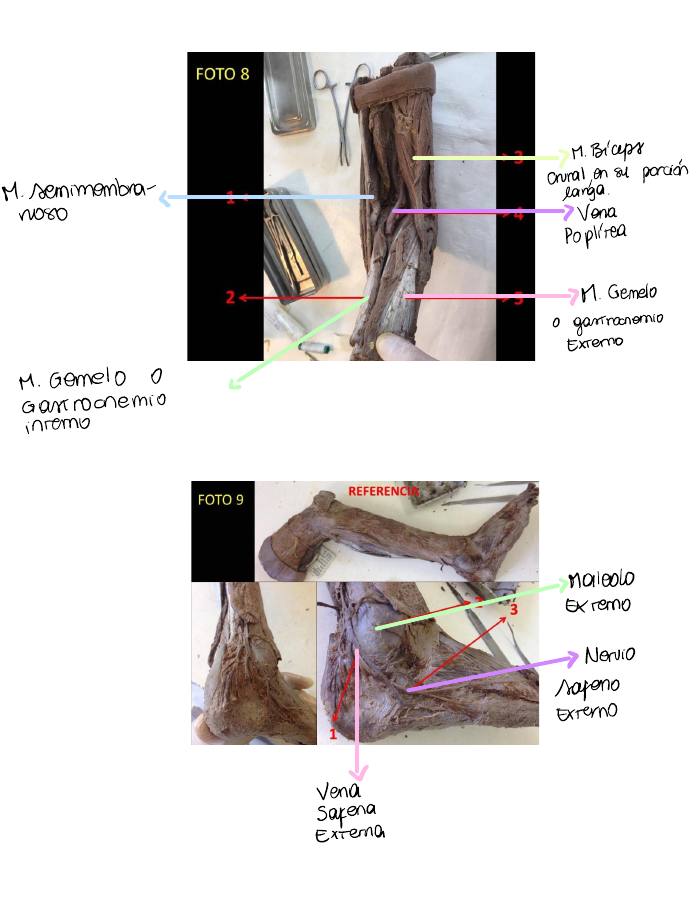 FOTO 8
3
M. Bíceps
crural en su porción
larga.
1
M. semimembra-
noso
4
Vena
Poplítea
2
5
M. Gemelo
o gastrocnemio
Externo
M. Gemelo o
Gastrocnemio
interno
FOTO 9
REFERENCIA
2
Maleolo
Externo
3
Nervio
Safeno
Externo
1
Vena
Safena
Externa